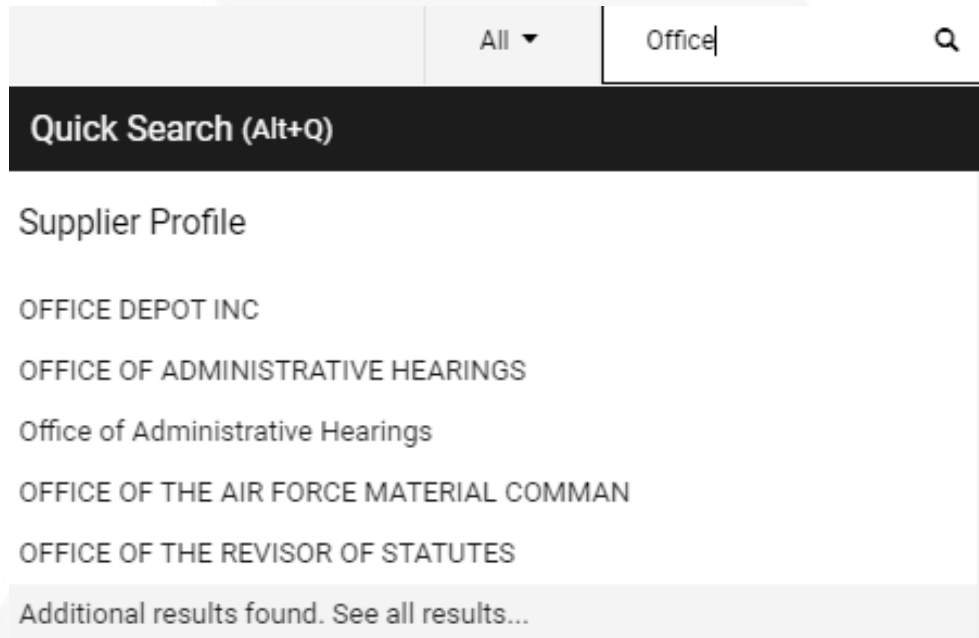 All Office
Quick Search (Alt+Q)
Supplier Profile
OFFICE DEPOT INC
OFFICE OF ADMINISTRATIVE HEARINGS
Office of Administrative Hearings
OFFICE OF THE AIR FORCE MATERIAL COMMAN
OFFICE OF THE REVISOR OF STATUTES
Additional results found. See all results...